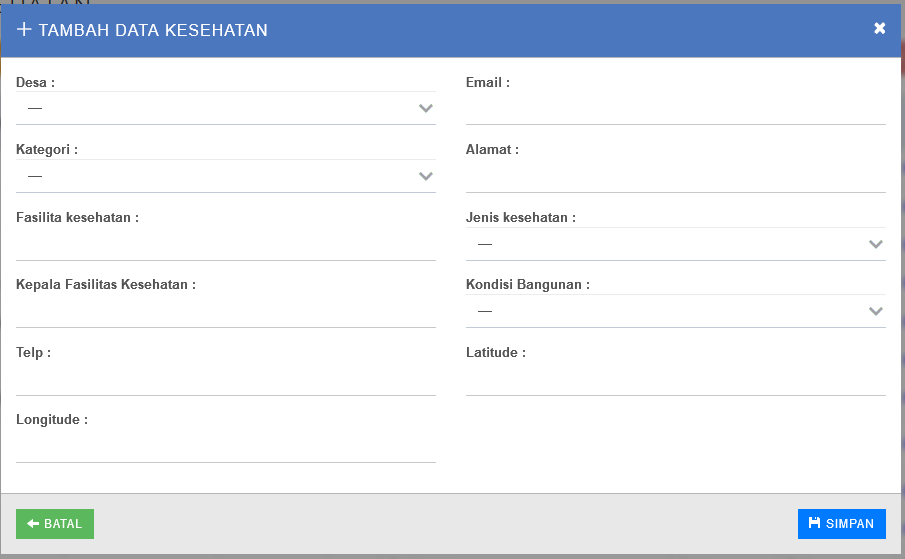 TAMBAH DATA KESEHATAN
Desa :
—
Email :
Kategori :
—
Alamat :
Fasilita kesehatan :
Jenis kesehatan :
—
Kepala Fasilitas Kesehatan :
Kondisi Bangunan :
—
Telp :
Latitude :
Longitude :
BATAL
SIMPAN